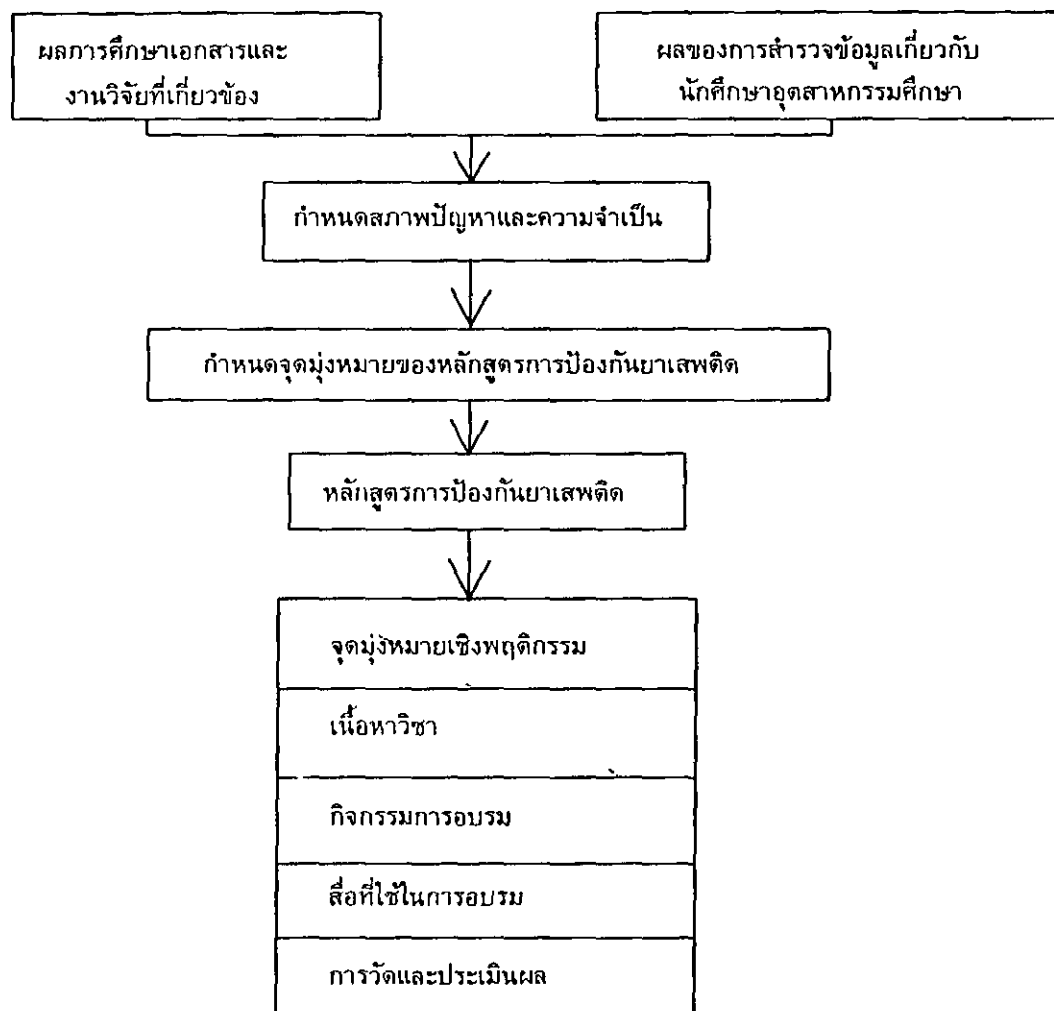 ผลการศึกษาเอกสารและ
งานวิจัยที่เกี่ยวข้อง
ผลของการสำรวจข้อมูลเกี่ยวกับ
นักศึกษาอุตสาหกรรมศึกษา
กำหนดสภาพปัญหาและความจำเป็น
กำหนดจุดมุ่งหมายของหลักสูตรการป้องกันยาเสพติด
หลักสูตรการป้องกันยาเสพติด
จุดมุ่งหมายเชิงพฤติกรรม
เนื้อหาวิชา
กิจกรรมการอบรม
สื่อที่ใช้ในการอบรม
การวัดและประเมินผล